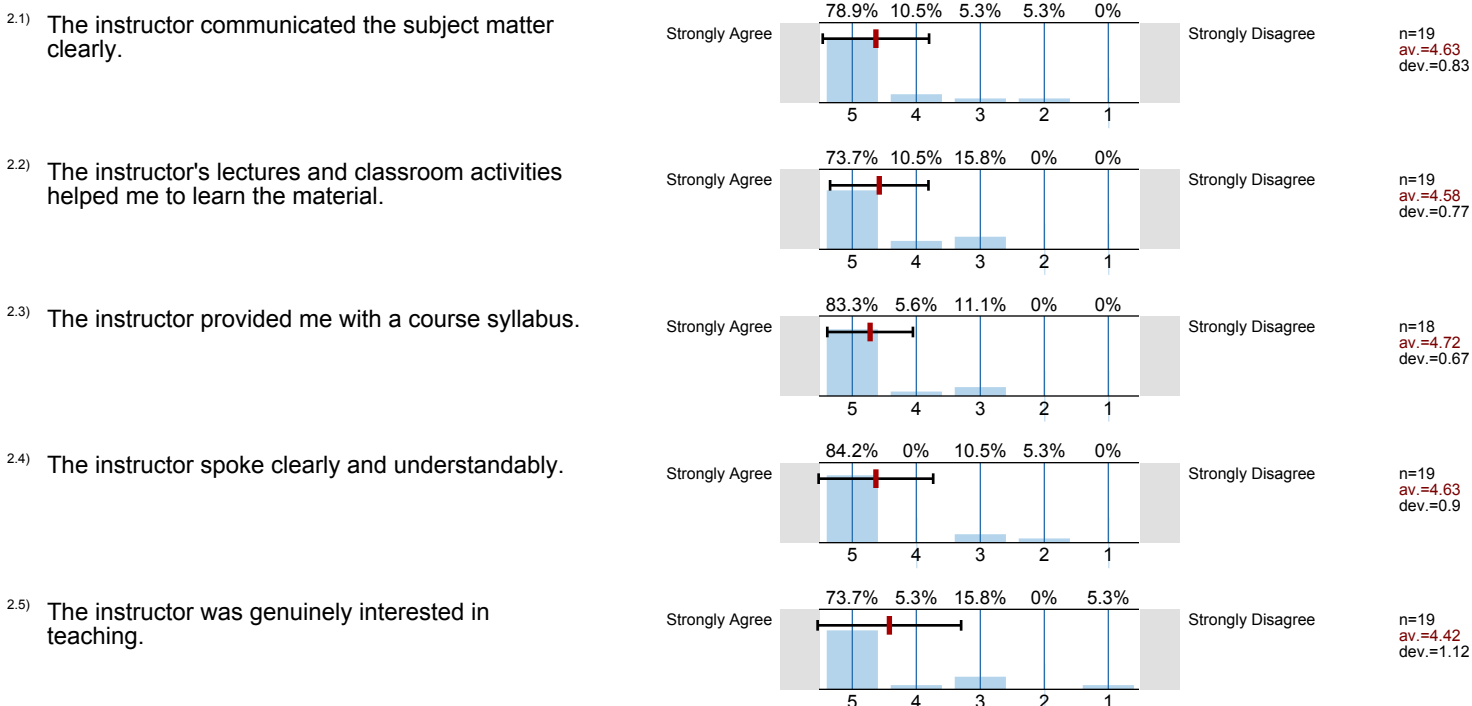 78.9% 10.5% 5.3% 5.3% 0%
2.1) The instructor communicated the subject matter
clearly.
Strongly Agree
Strongly Disagree
n=19
av.=4.63
dev.=0.83
5 4 3 2 1
73.7% 10.5% 15.8% 0% 0%
2.2) The instructor's lectures and classroom activities
helped me to learn the material.
Strongly Agree
Strongly Disagree
n=19
av.=4.58
dev.=0.77
5 4 3 2 1
83.3% 5.6% 11.1% 0% 0%
2.3) The instructor provided me with a course syllabus.
Strongly Agree
Strongly Disagree
n=18
av.=4.72
dev.=0.67
5 4 3 2 1
84.2% 0% 10.5% 5.3% 0%
2.4) The instructor spoke clearly and understandably.
Strongly Agree
Strongly Disagree
n=19
av.=4.63
dev.=0.9
5 4 3 2 1
73.7% 5.3% 15.8% 0% 5.3%
2.5) The instructor was genuinely interested in
teaching.
Strongly Agree
Strongly Disagree
n=19
av.=4.42
dev.=1.12
5 4 3 2 1